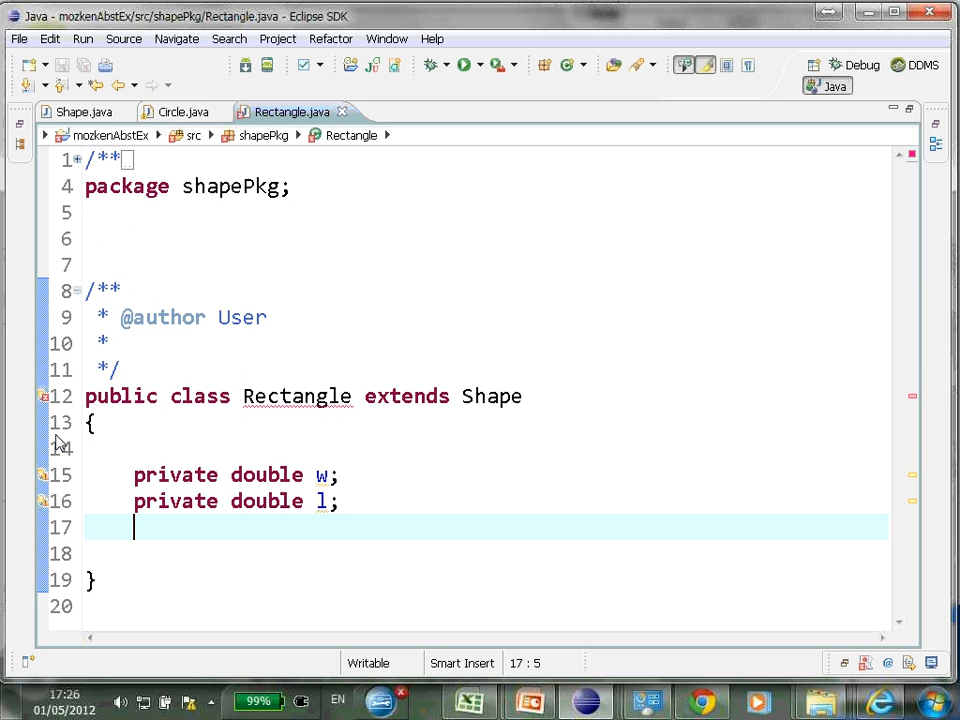 Java - mozkenAbstEx/src/shapePkg/Rectangle.java - Eclipse SDK
File Edit Run Source Navigate Search Project Refactor Window Help
Debug DDMS
Java
Shape.java Circle.java Rectangle.java
mozkenAbstEx src shapePkg Rectangle
1 /**
4 package shapePkg;
5
6
7
8 /**
9 * @author User
10 *
11 */
12 public class Rectangle extends Shape
13 {
14
15 private double w;
16 private double l;
17
18
19 }
20
Writable Smart Insert 17 : 5
17:26
01/05/2012
99% EN